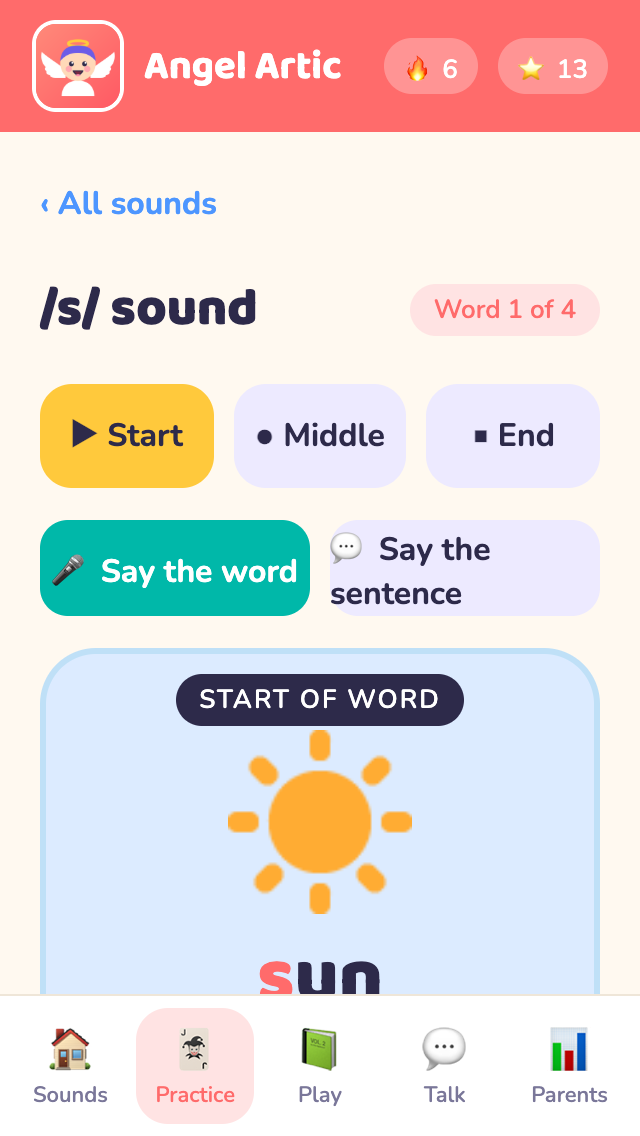 Angel Artic
6
13
‹ All sounds
/s/ sound
Word 1 of 4
▶ Start
● Middle
■ End
Say the word
Say the
sentence
START OF WORD
sun
Sounds
Practice
Play
Talk
Parents